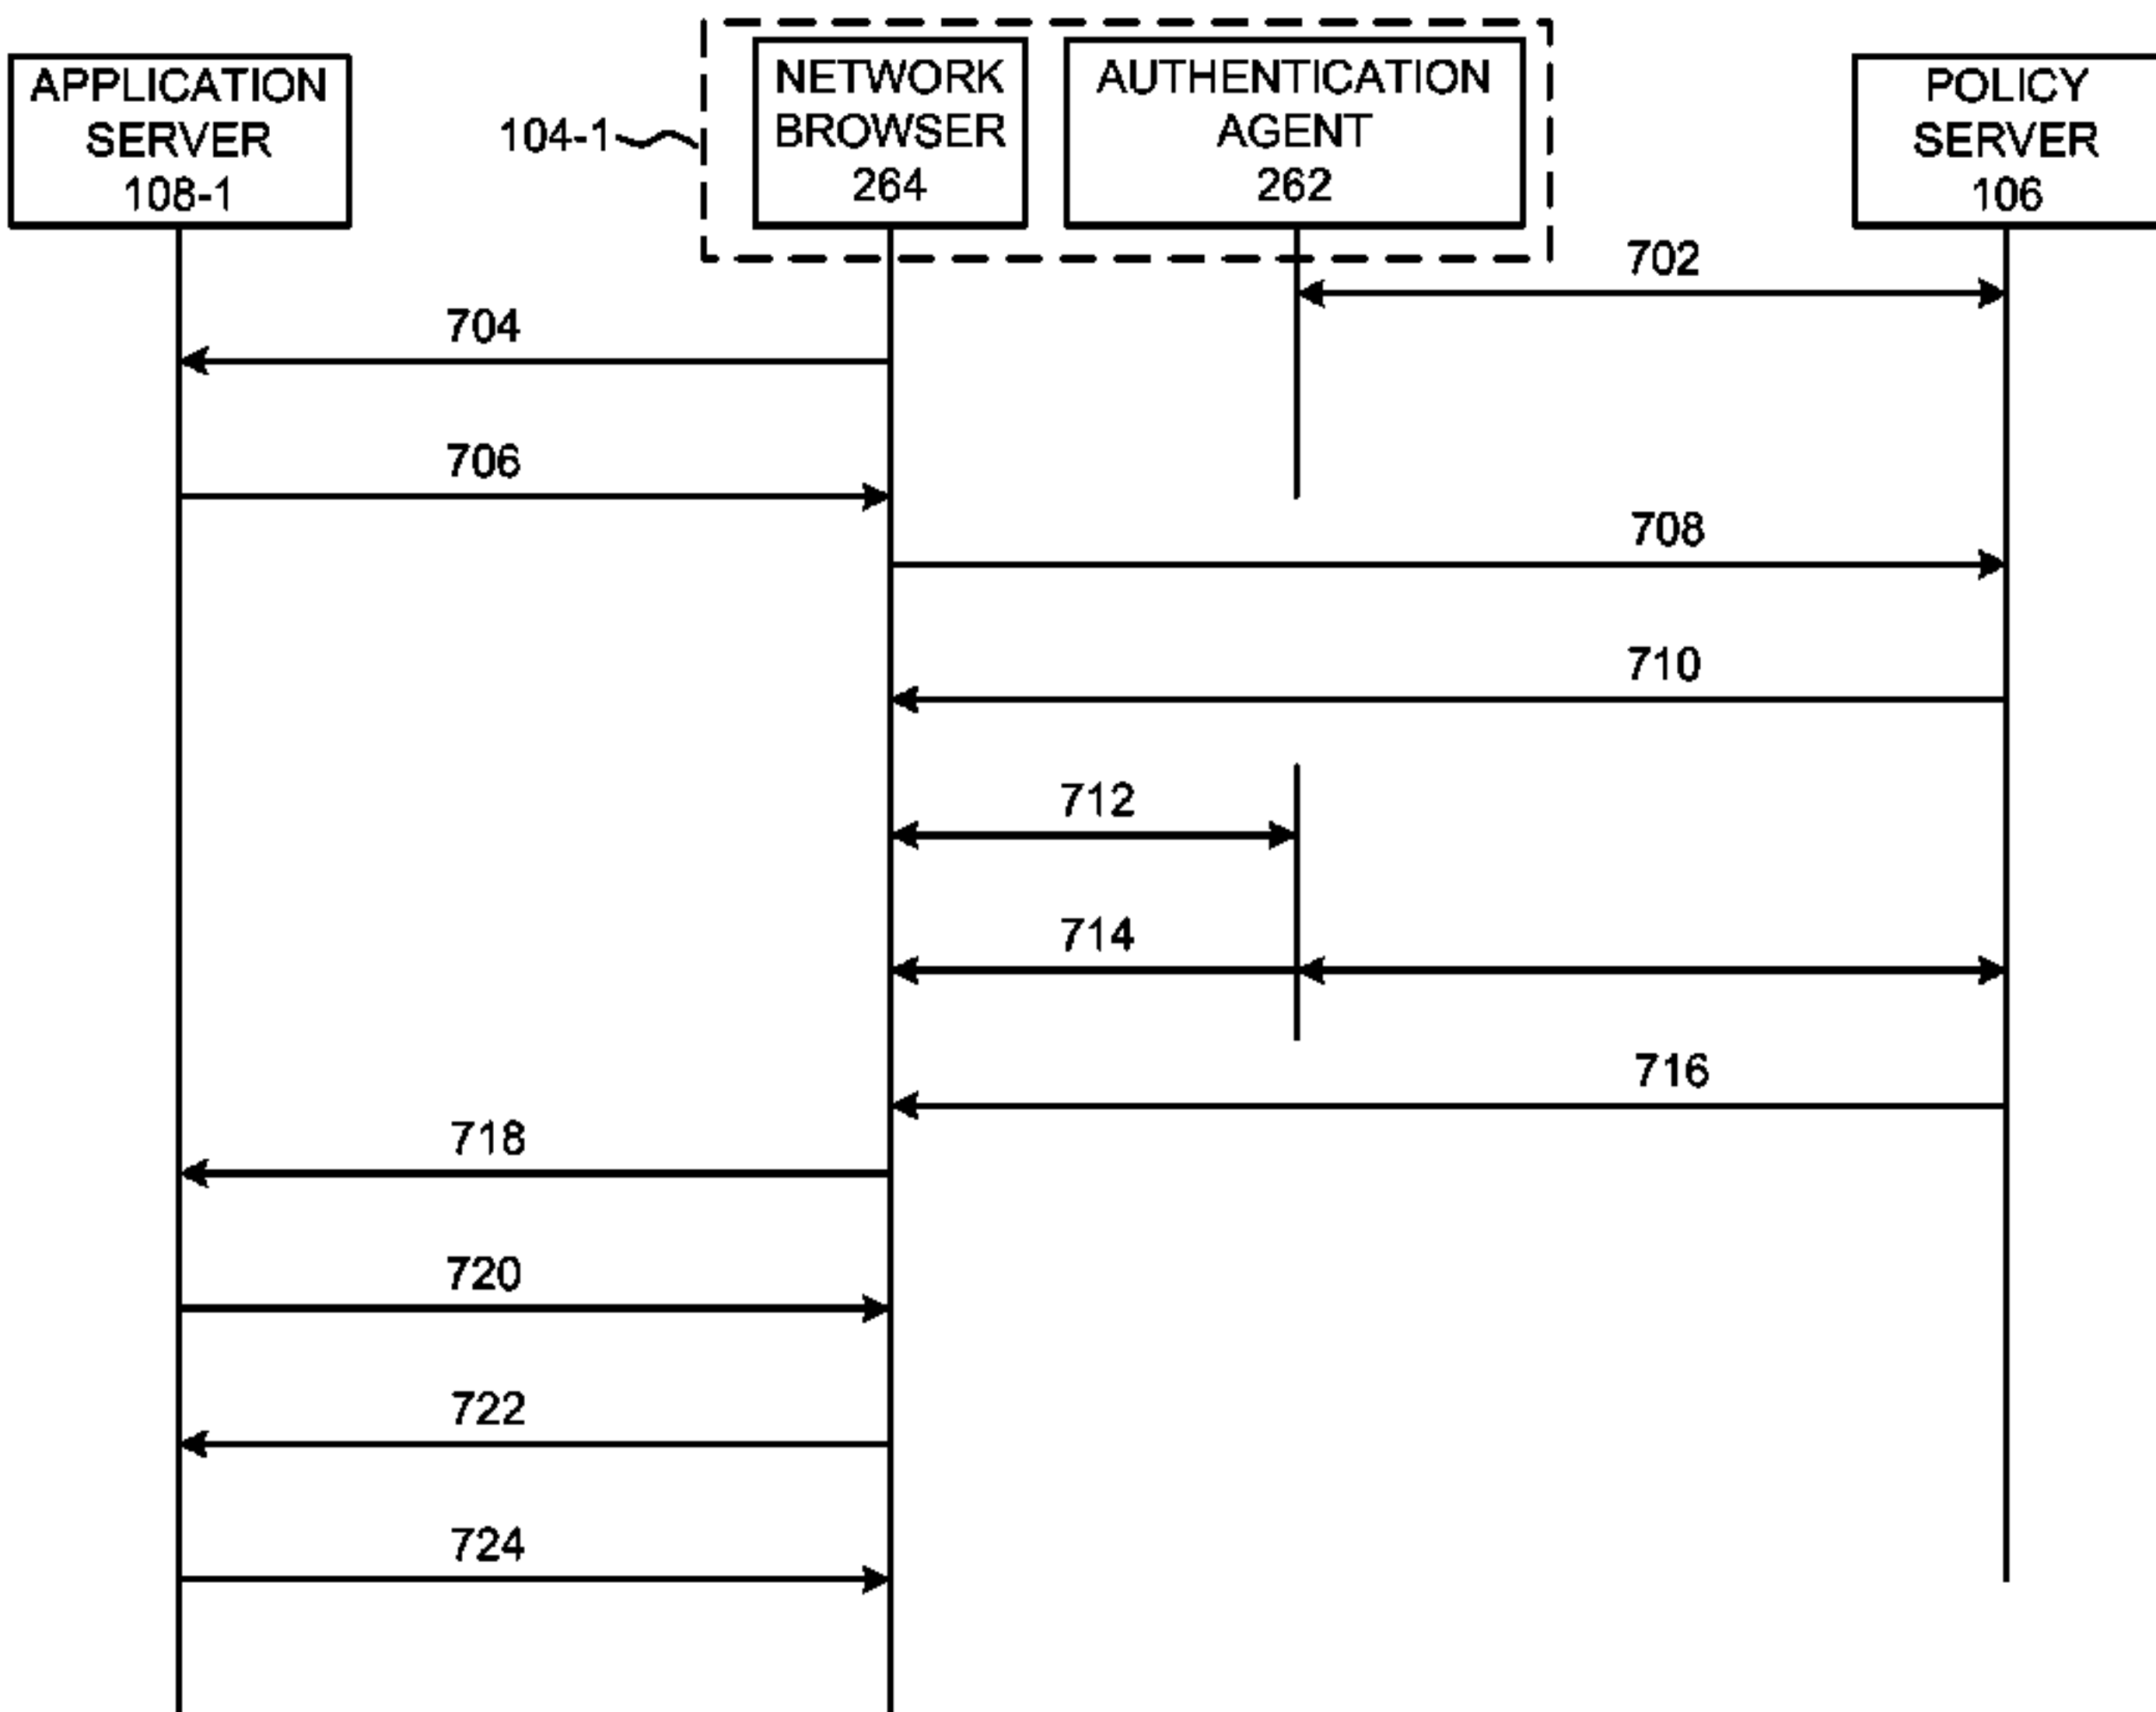 APPLICATION
SERVER
108-1
104-1
NETWORK
BROWSER
264
AUTHENTICATION
AGENT
262
POLICY
SERVER
106
702
704
706
708
710
712
714
716
718
720
722
724